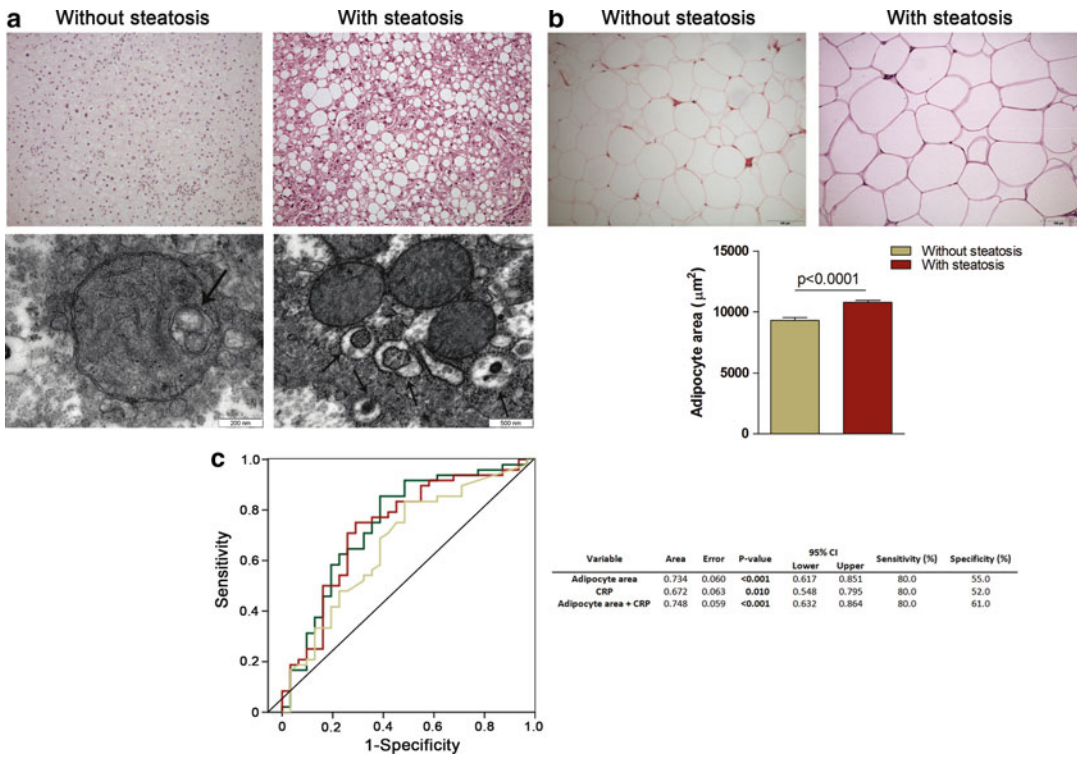 a
Without steatosis
With steatosis
b
Without steatosis
With steatosis
200 nm
500 nm
Without steatosis
With steatosis
p<0.0001
15000
10000
5000
0
Adipocyte area (µm²)
c
1.0
0.8
0.6
0.4
0.2
0
Sensitivity
0 0.2 0.4 0.6 0.8 1.0
1-Specificity
Variable Area Error P-value 95% CI Sensitivity (%) Specificity (%)
Lower Upper
Adipocyte area 0.734 0.060 <0.001 0.617 0.851 80.0 55.0
CRP 0.672 0.063 0.010 0.548 0.795 80.0 52.0
Adipocyte area + CRP 0.748 0.059 <0.001 0.632 0.864 80.0 61.0